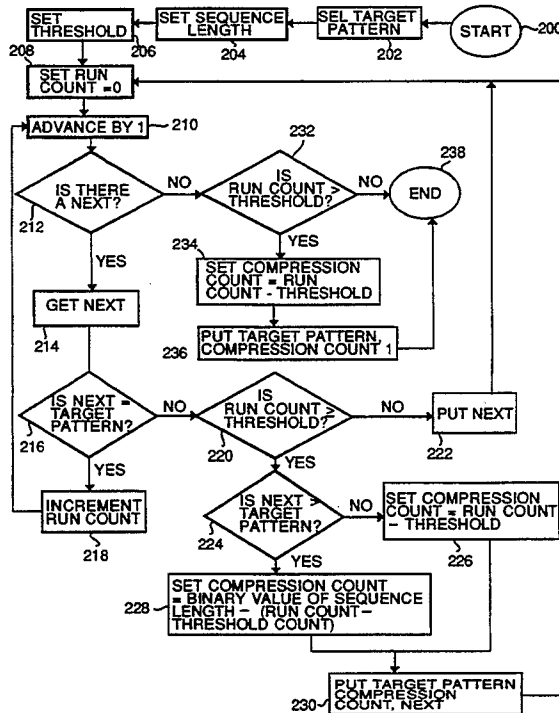 START
200
SEL TARGET
PATTERN
202
SET SEQUENCE
LENGTH
204
SET
THRESHOLD
206
208
SET RUN
COUNT =0
ADVANCE BY 1
210
IS THERE
A NEXT?
212
NO
YES
232
IS
RUN COUNT >
THRESHOLD?
NO
YES
238
END
234
SET COMPRESSION
COUNT = RUN
COUNT - THRESHOLD
236
PUT TARGET PATTERN,
COMPRESSION COUNT 1
GET NEXT
214
IS NEXT =
TARGET
PATTERN?
216
NO
YES
INCREMENT
RUN COUNT
218
IS
RUN COUNT ≥
THRESHOLD?
220
NO
YES
PUT NEXT
222
IS NEXT >
TARGET
PATTERN?
224
NO
YES
SET COMPRESSION
COUNT = RUN COUNT
- THRESHOLD
226
228
SET COMPRESSION COUNT
= BINARY VALUE OF SEQUENCE
LENGTH - (RUN COUNT-
THRESHOLD COUNT)
230
PUT TARGET PATTERN
COMPRESSION
COUNT, NEXT